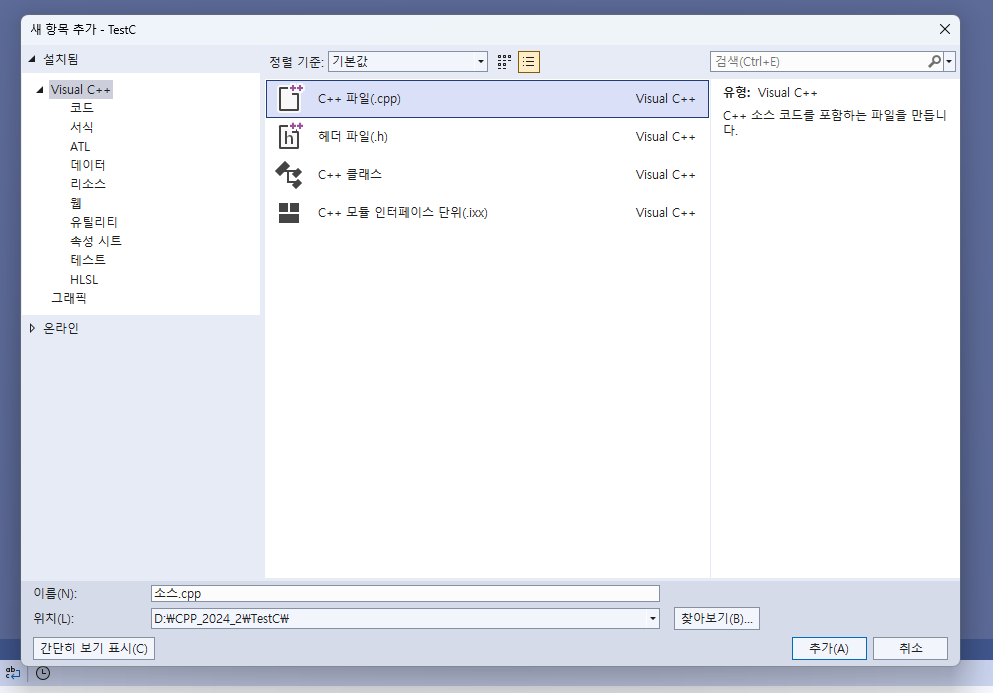 새 항목 추가 - TestC
설치됨
정렬 기준: 기본값
검색(Ctrl+E)
Visual C++
코드
서식
ATL
데이터
리소스
웹
유틸리티
속성 시트
테스트
HLSL
그래픽
온라인
C++ 파일(.cpp) Visual C++
헤더 파일(.h) Visual C++
C++ 클래스 Visual C++
C++ 모듈 인터페이스 단위(.ixx) Visual C++
유형: Visual C++
C++ 소스 코드를 포함하는 파일을 만듭니
다.
이름(N): 소스.cpp
위치(L): D:₩CPP_2024_2₩TestC₩ 찾아보기(B)...
간단히 보기 표시(C) 추가(A) 취소